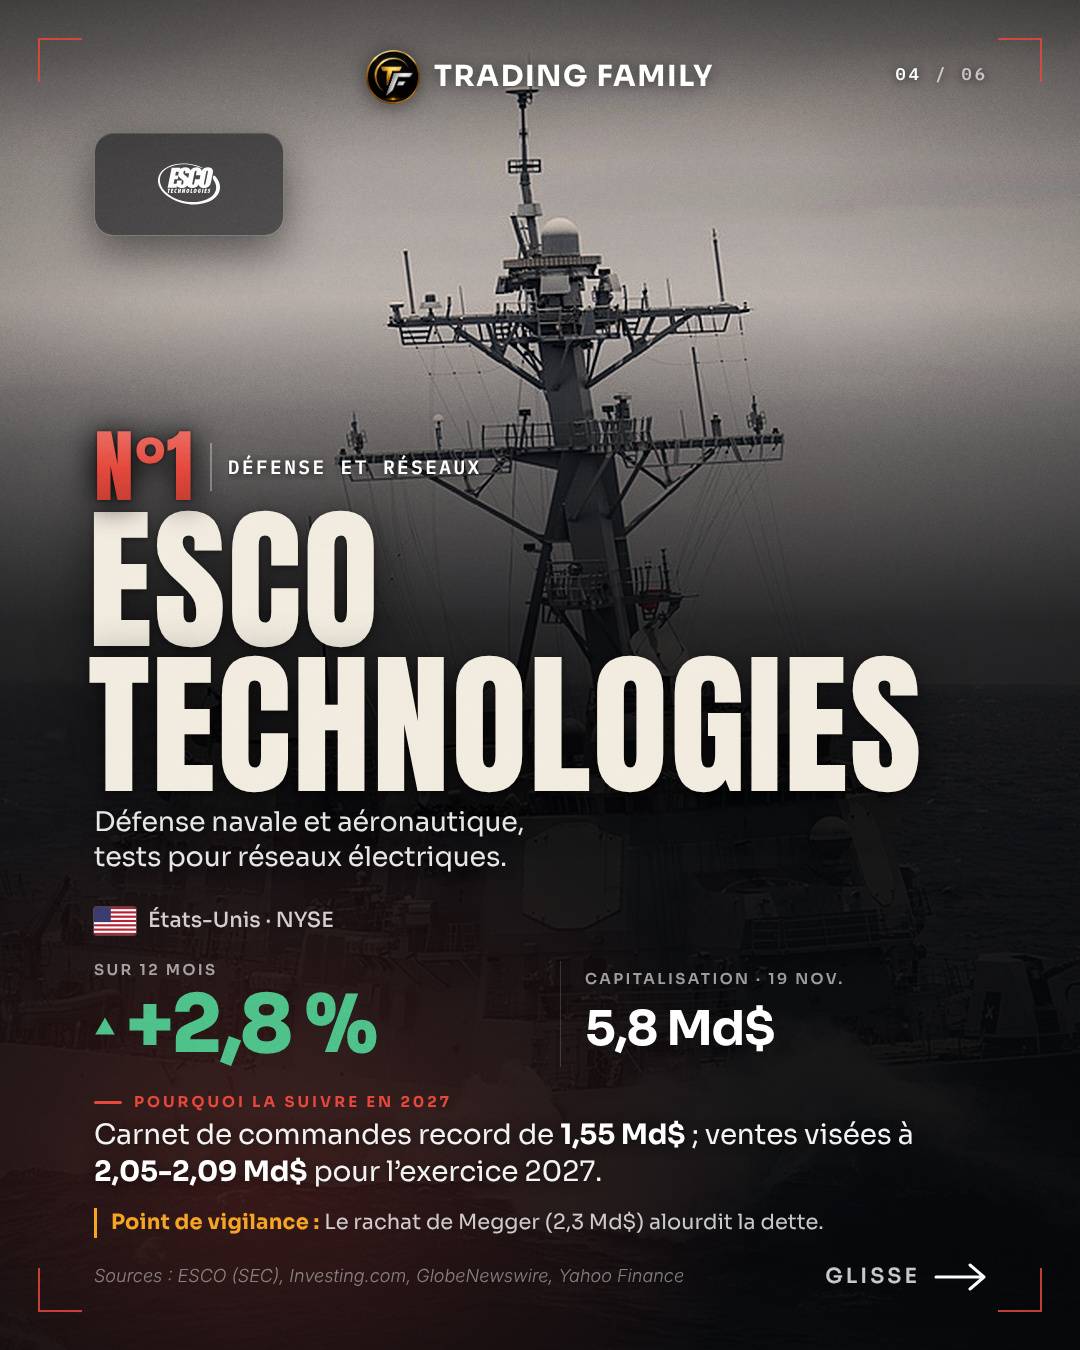 TF TRADING FAMILY
04 / 06
ESCO
TECHNOLOGIES
N°1
DÉFENSE ET RÉSEAUX
ESCO
TECHNOLOGIES
Défense navale et aéronautique,
tests pour réseaux électriques.
États-Unis · NYSE
SUR 12 MOIS
+2,8 %
CAPITALISATION · 19 NOV.
5,8 Md$
POURQUOI LA SUIVRE EN 2027
Carnet de commandes record de 1,55 Md$ ; ventes visées à
2,05–2,09 Md$ pour l’exercice 2027.
Point de vigilance : Le rachat de Megger (2,3 Md$) alourdit la dette.
Sources : ESCO (SEC), Investing.com, GlobeNewswire, Yahoo Finance
GLISSE